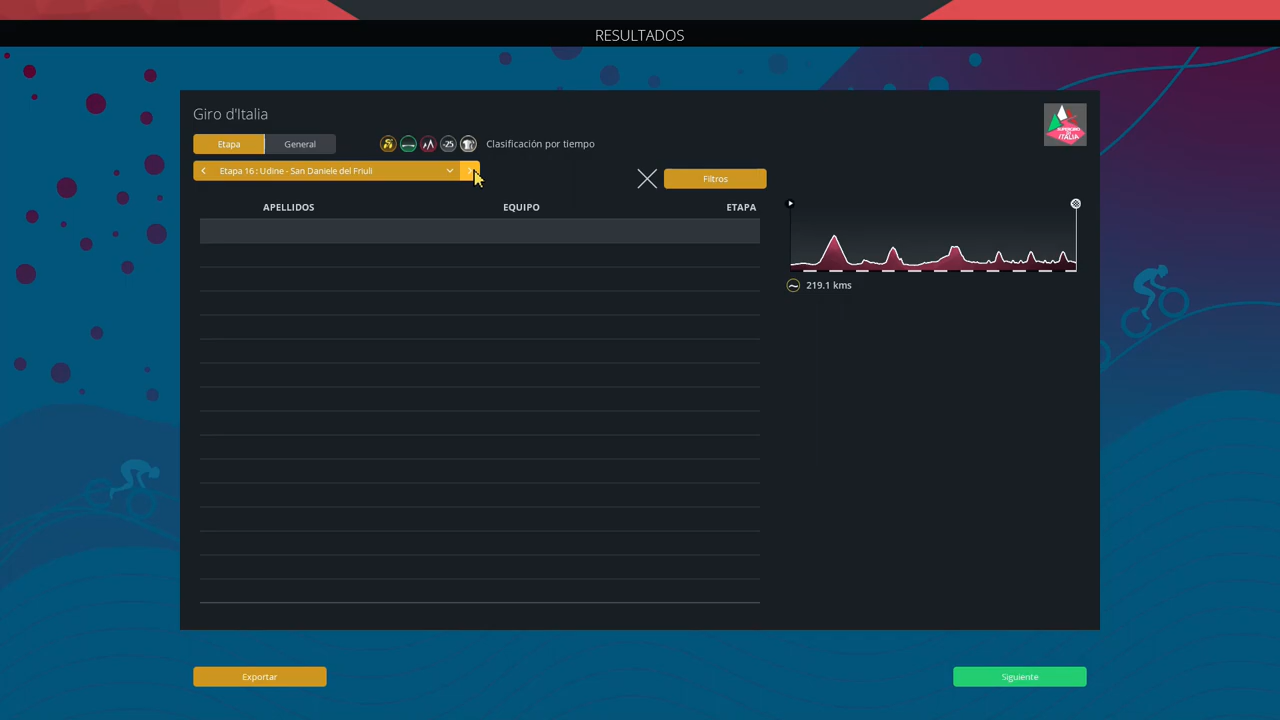 RESULTADOS
Giro d'Italia
Etapa General -25 Clasificación por tiempo
Etapa 16 : Udine - San Daniele del Friuli
Filtros
APELLIDOS EQUIPO ETAPA
219.1 kms
Exportar Siguiente